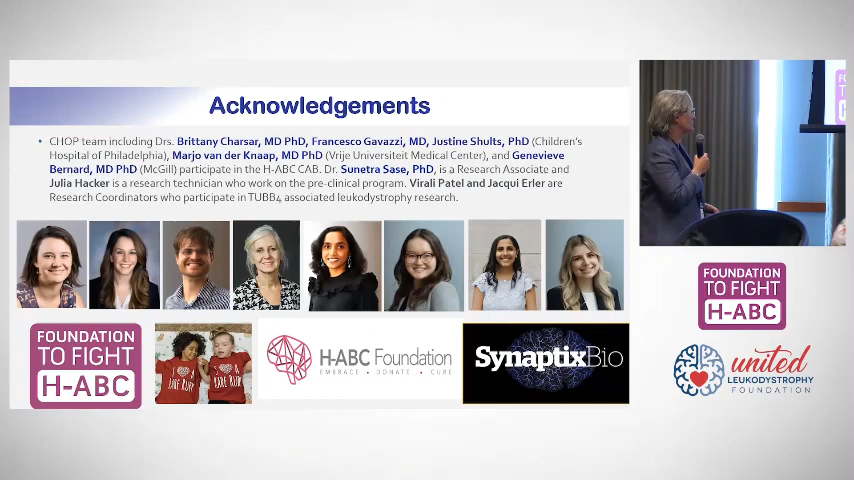 Acknowledgements
• CHOP team including Drs. Brittany Charsar, MD PhD, Francesco Gavazzi, MD, Justine Shults, PhD (Children's
Hospital of Philadelphia), Marjo van der Knaap, MD PhD (Vrije Universiteit Medical Center), and Genevieve
Bernard, MD PhD (McGill) participate in the H-ABC CAB. Dr. Sunetra Sase, PhD, is a Research Associate and
Julia Hacker is a research technician who work on the pre-clinical program. Virali Patel and Jacqui Erler are
Research Coordinators who participate in TUBB4 associated leukodystrophy research.
FOUNDATION
TO FIGHT
H-ABC
I
RARE
I
RARE
H-ABC Foundation
EMBRACE • DONATE • CURE
SynaptixBio
FOUNDATION
TO FIGHT
H-ABC
united
LEUKODYSTROPHY
FOUNDATION